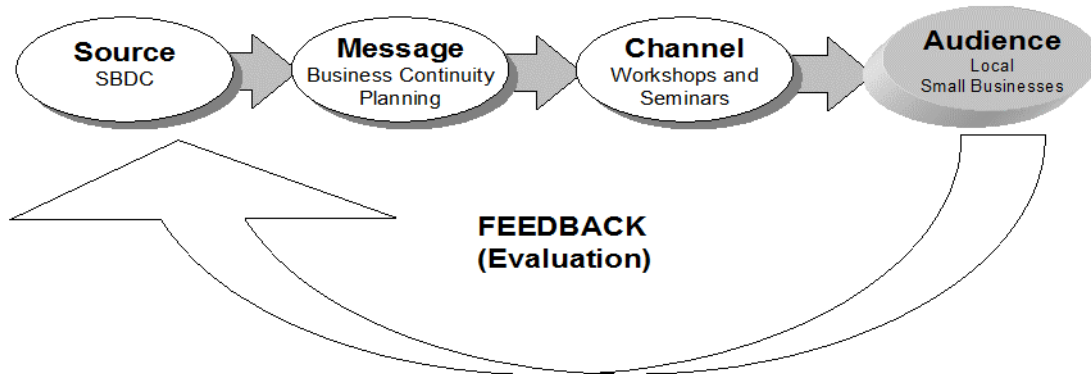 Source
SBDC
Message
Business Continuity
Planning
Channel
Workshops and
Seminars
Audience
Local
Small Businesses
FEEDBACK
(Evaluation)